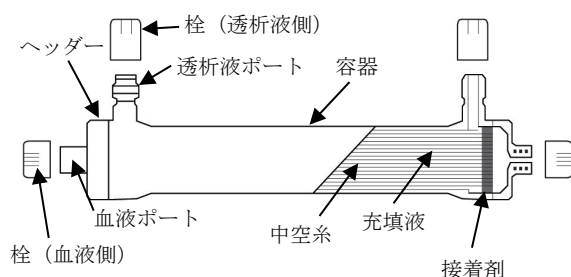 栓（透析液側）
ヘッダー
透析液ポート
容器
血液ポート
中空糸
充填液
栓（血液側）
接着剤